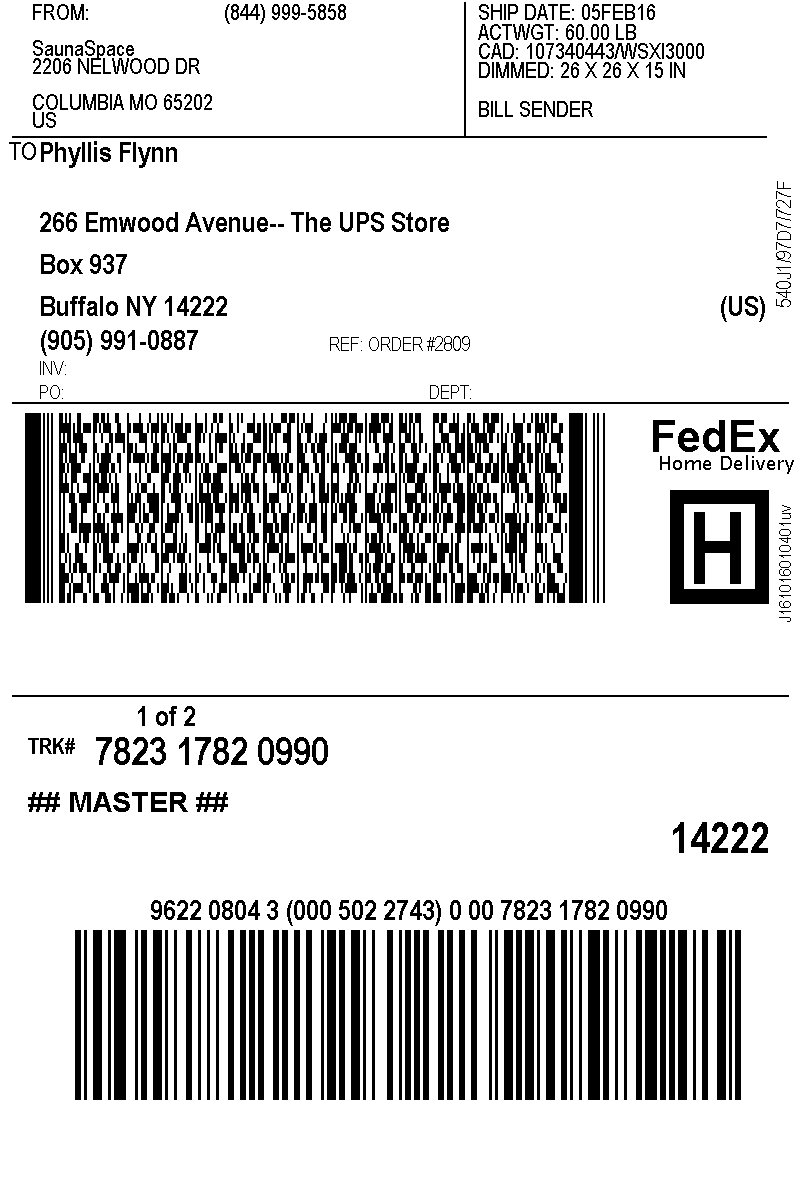 FROM: (844) 999-5858
SaunaSpace
2206 NELWOOD DR
COLUMBIA MO 65202
US
SHIP DATE: 05FEB16
ACTWGT: 60.00 LB
CAD: 107340443/WSXI3000
DIMMED: 26 X 26 X 15 IN
BILL SENDER
TO Phyllis Flynn
266 Emwood Avenue-- The UPS Store
Box 937
Buffalo NY 14222 (US)
(905) 991-0887 REF: ORDER #2809
INV:
PO: DEPT:
540J1/97D7/727F
FedEx
Home Delivery
H
J161016010401uv
1 of 2
TRK# 7823 1782 0990
## MASTER ##
14222
9622 0804 3 (000 502 2743) 0 00 7823 1782 0990